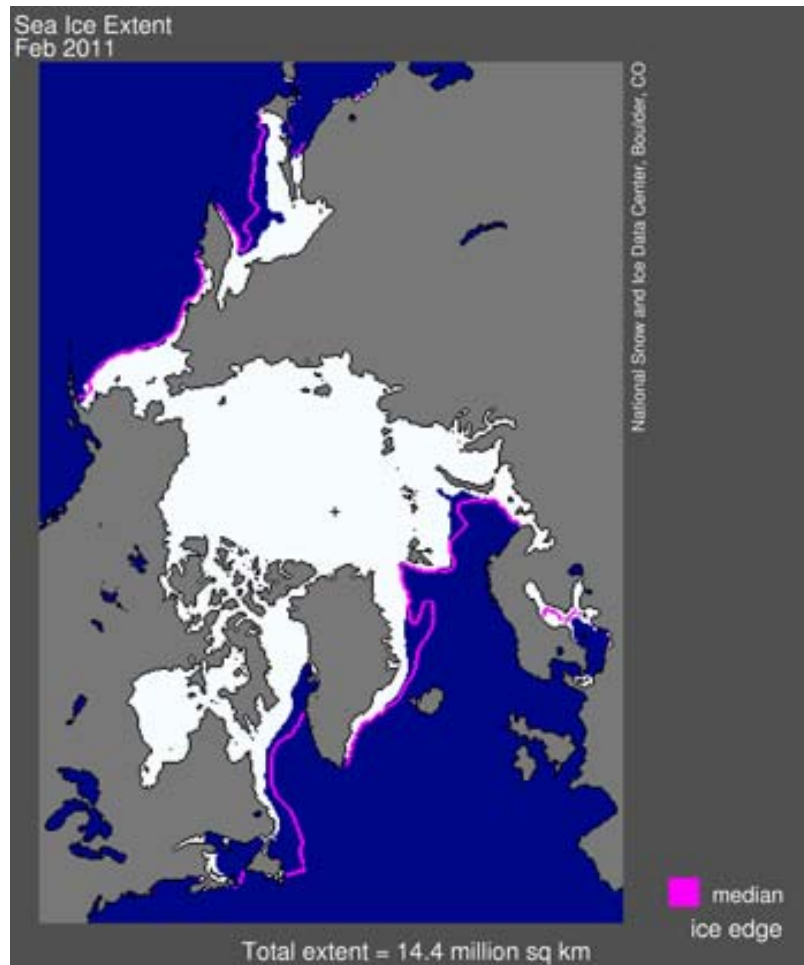 Sea Ice Extent
Feb 2011
National Snow and Ice Data Center, Boulder, CO
median
ice edge
Total extent = 14.4 million sq km